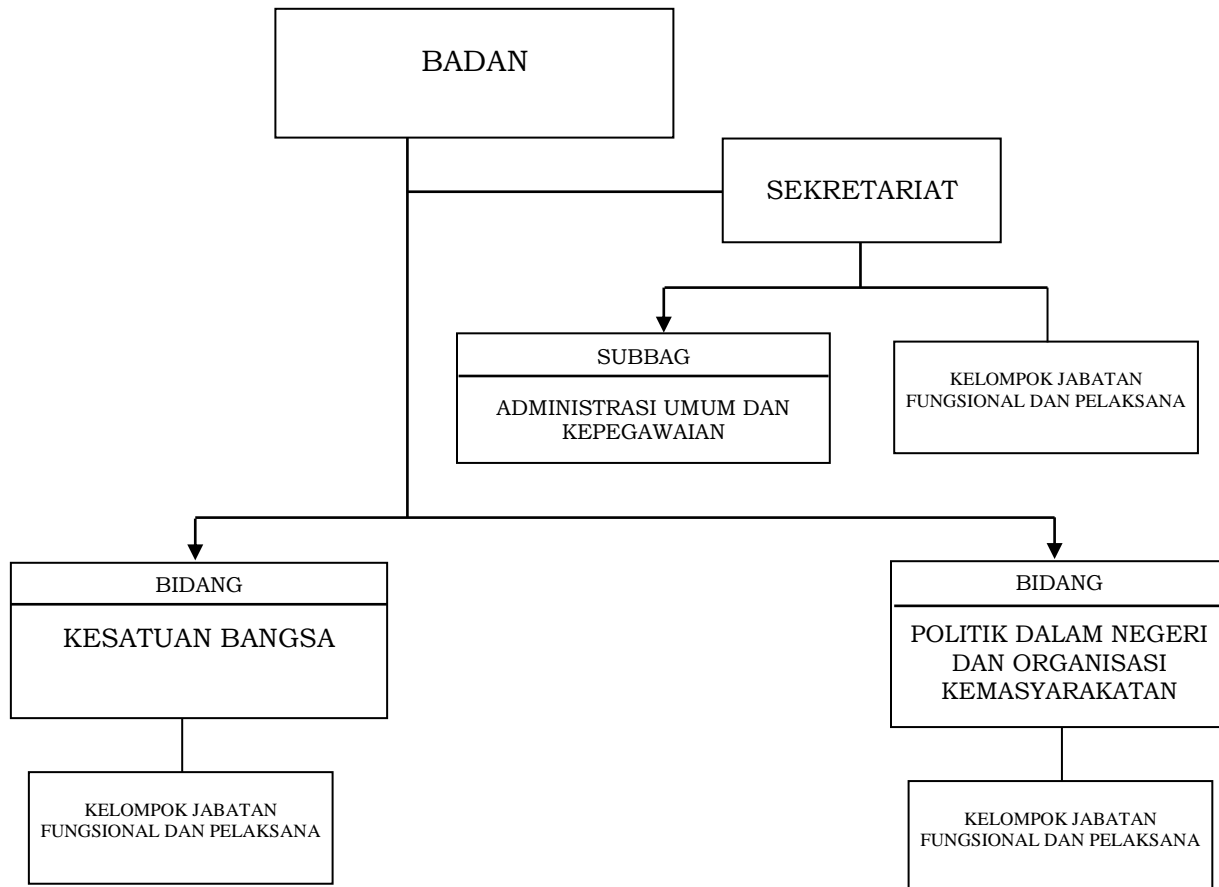 BADAN
SEKRETARIAT
SUBBAG
ADMINISTRASI UMUM DAN
KEPEGAWAIAN
KELOMPOK JABATAN
FUNGSIONAL DAN PELAKSANA
BIDANG
KESATUAN BANGSA
BIDANG
POLITIK DALAM NEGERI
DAN ORGANISASI
KEMASYARAKATAN
KELOMPOK JABATAN
FUNGSIONAL DAN PELAKSANA
KELOMPOK JABATAN
FUNGSIONAL DAN PELAKSANA